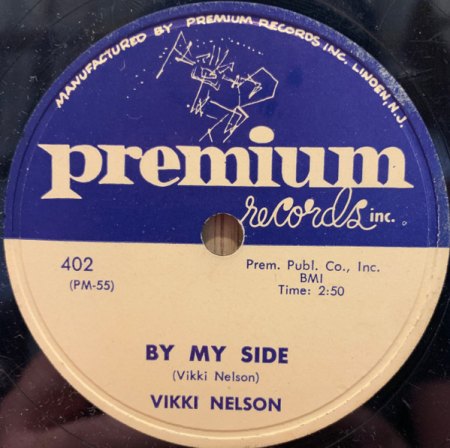 MANUFACTURED BY PREMIUM RECORDS, INC. LINDEN, N.J.
premium
records inc.
402
(PM-55)
Prem. Publ. Co., Inc.
BMI
Time: 2:50
BY MY SIDE
(Vikki Nelson)
VIKKI NELSON